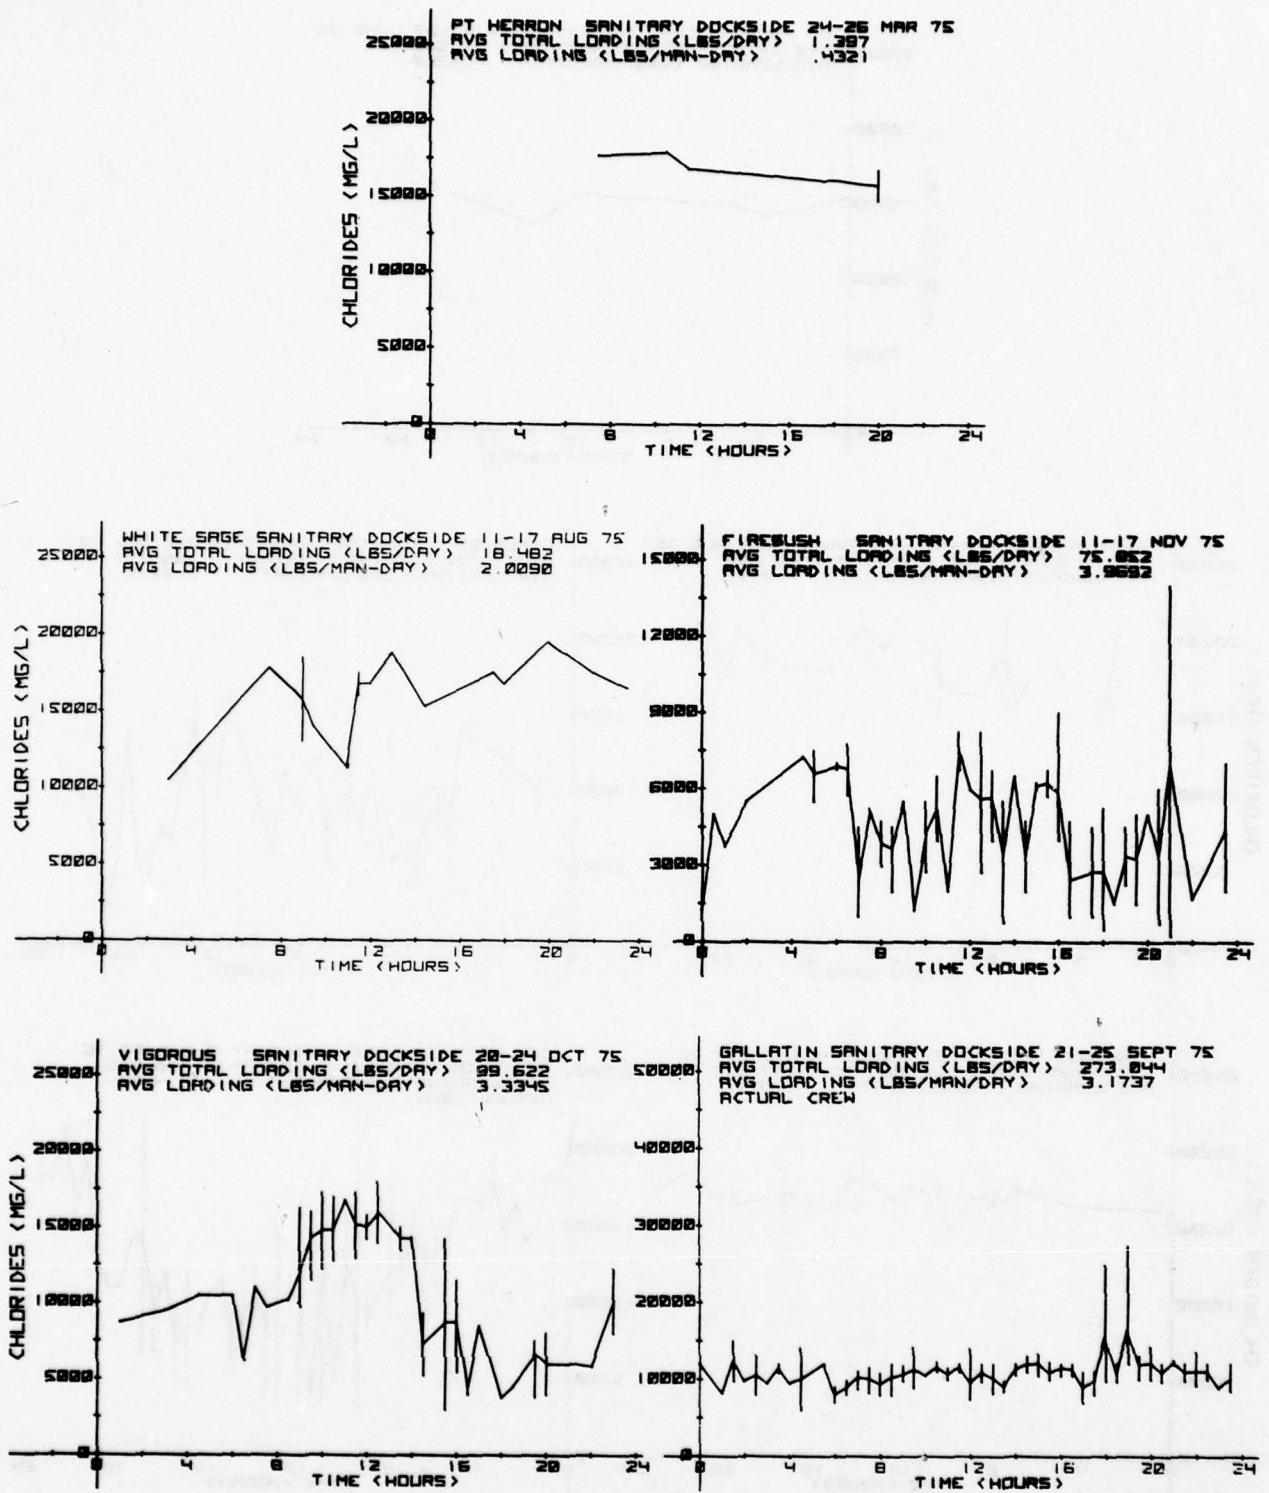 PT HERRON SANITARY DOCKSIDE 24-26 MAR 75
AVG TOTAL LOADING <LBS/DAY> 1.397
AVG LOADING <LBS/MAN-DAY> .4321
25000
20000
15000
10000
5000
0
CHLORIDES <MG/L>
0 4 8 12 16 20 24
TIME <HOURS>
WHITE SAGE SANITARY DOCKSIDE 11-17 AUG 75
AVG TOTAL LOADING <LBS/DAY> 18.482
AVG LOADING <LBS/MAN-DAY> 2.0090
25000
20000
15000
10000
5000
0
CHLORIDES <MG/L>
0 4 8 12 16 20 24
TIME <HOURS>
FIREBUSH SANITARY DOCKSIDE 11-17 NOV 75
AVG TOTAL LOADING <LBS/DAY> 75.052
AVG LOADING <LBS/MAN-DAY> 3.9692
15000
12000
9000
6000
3000
0
0 4 8 12 16 20 24
TIME <HOURS>
VIGOROUS SANITARY DOCKSIDE 20-24 OCT 75
AVG TOTAL LOADING <LBS/DAY> 99.622
AVG LOADING <LBS/MAN-DAY> 3.3345
25000
20000
15000
10000
5000
0
CHLORIDES <MG/L>
0 4 8 12 16 20 24
TIME <HOURS>
GALLATIN SANITARY DOCKSIDE 21-25 SEPT 75
AVG TOTAL LOADING <LBS/DAY> 273.044
AVG LOADING <LBS/MAN/DAY> 3.1737
ACTUAL CREW
50000
40000
30000
20000
10000
0
0 4 8 12 16 20 24
TIME <HOURS>